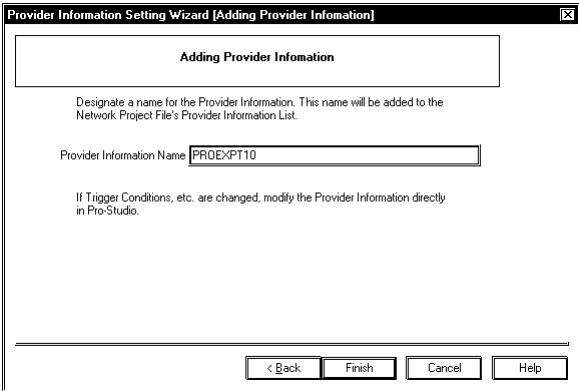 Provider Information Setting Wizard [Adding Provider Infomation]
Adding Provider Infomation
Designate a name for the Provider Information. This name will be added to the
Network Project File's Provider Information List.
Provider Information Name PROEXPT10
If Trigger Conditions, etc. are changed, modify the Provider Information directly
in Pro-Studio.
< Back Finish Cancel Help